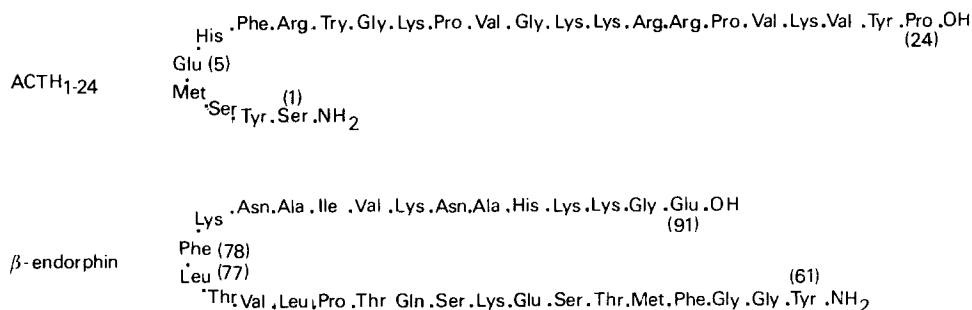 His .Phe.Arg.Try.Gly.Lys.Pro.Val.Gly.Lys.Lys.Arg.Arg.Pro.Val.Lys.Val.Tyr.Pro.OH
(24)
Glu (5)
ACTH1-24
Met
Ser.Tyr.Ser.NH2
(1)
Lys .Asn.Ala.Ile.Val.Lys.Asn.Ala.His.Lys.Lys.Gly.Glu.OH
(91)
Phe (78)
β-endorphin
Leu (77)
(61)
Thr.Val.Leu.Pro.Thr Gln.Ser.Lys.Glu.Ser.Thr.Met.Phe.Gly.Gly.Tyr.NH2